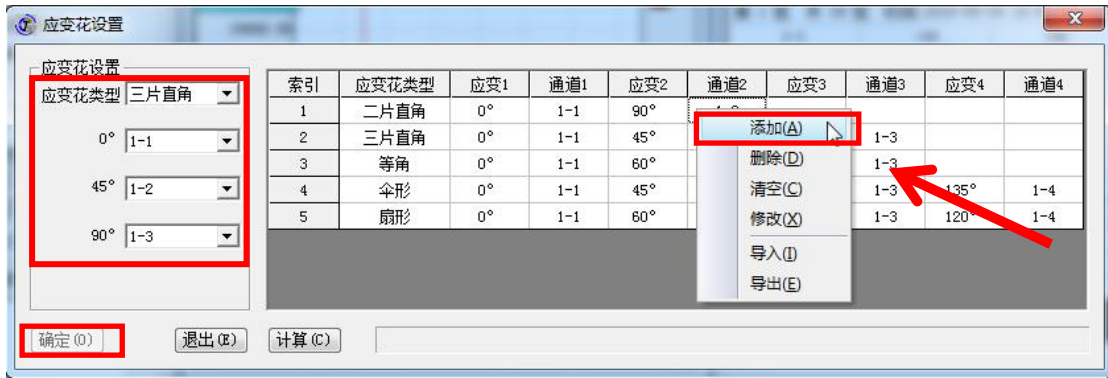 应变花设置
应变花设置
应变花类型 三片直角
0° 1-1
45° 1-2
90° 1-3
索引 应变花类型 应变1 通道1 应变2 通道2 应变3 通道3 应变4 通道4
1 二片直角 0° 1-1 90°
2 三片直角 0° 1-1 45° 1-3
3 等角 0° 1-1 60° 1-3
4 伞形 0° 1-1 45° 1-3 135° 1-4
5 扇形 0° 1-1 60° 1-3 120° 1-4
添加(A)
删除(D)
清空(C)
修改(X)
导入(I)
导出(E)
确定(O) 退出(E) 计算(C)